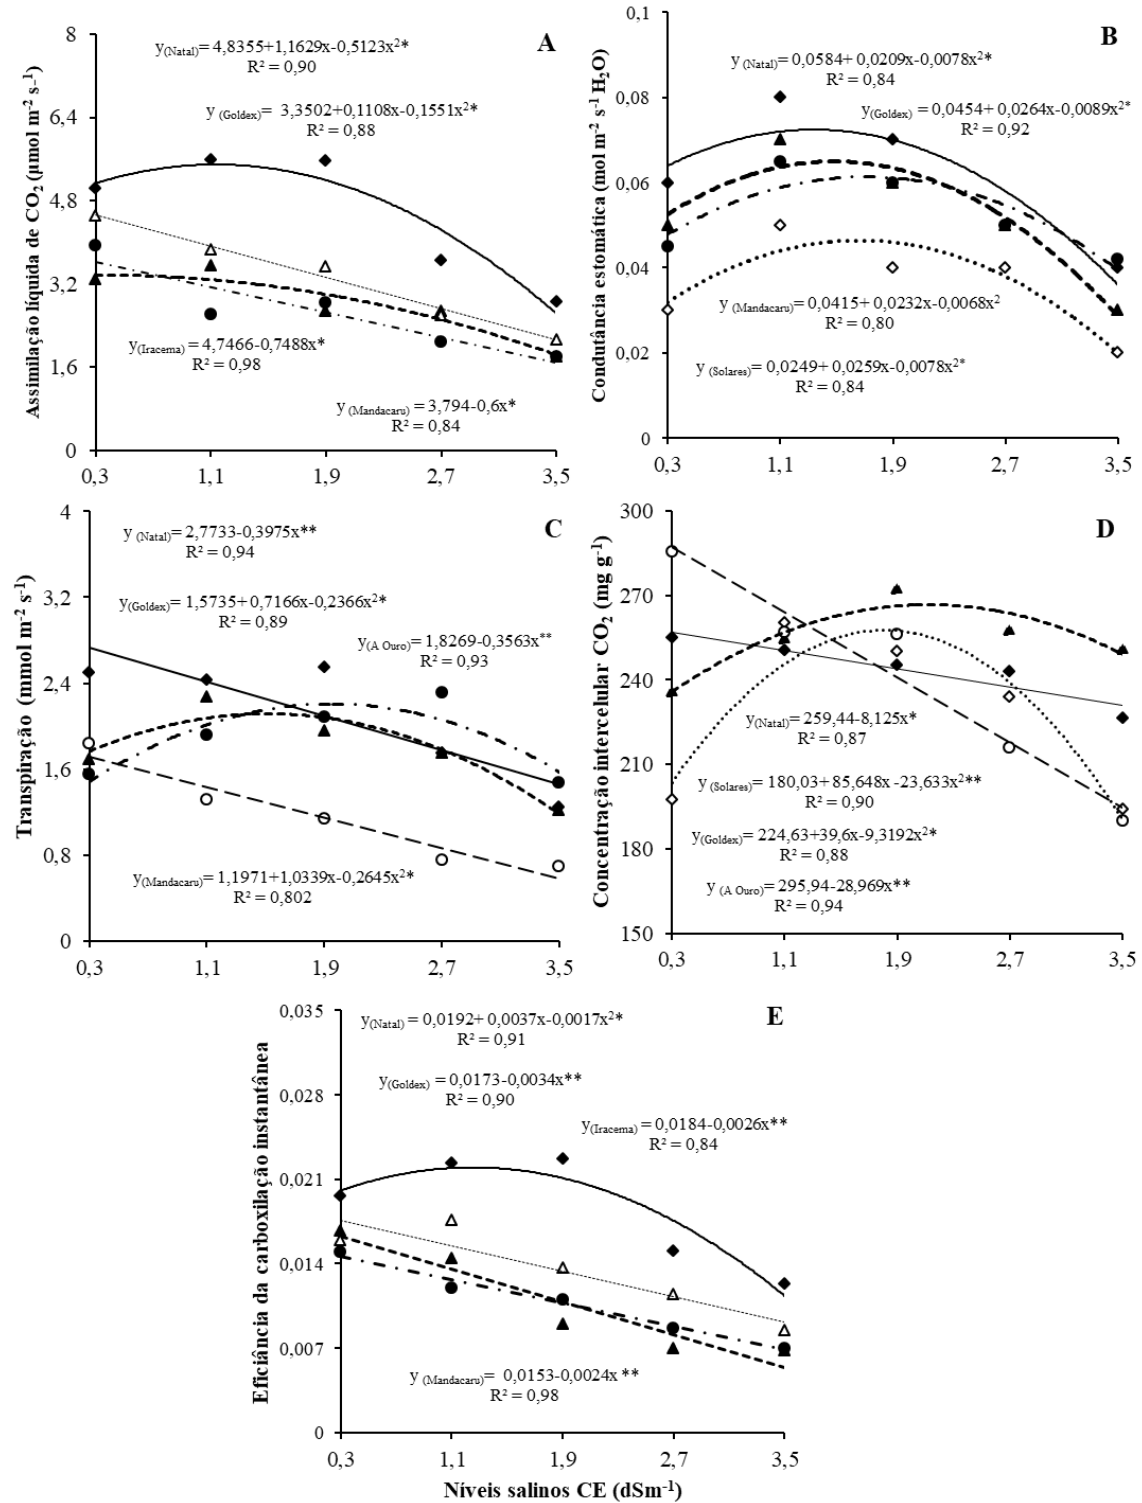 A
Assimilação líquida de CO₂ (µmol m⁻² s⁻¹)
8
6,4
4,8
3,2
1,6
0
y(Natal)= 4,8355+1,1629x-0,5123x²*
R² = 0,90
y (Goldex)= 3,3502+0,1108x-0,1551x²*
R² = 0,88
y(Iracema)= 4,7466-0,7488x*
R² = 0,98
y (Mandacaru) = 3,794-0,6x*
R² = 0,84
0,3 1,1 1,9 2,7 3,5
B
Condutância estomática (mol m⁻² s⁻¹ H₂O)
0,1
0,08
0,06
0,04
0,02
0
y (Natal)= 0,0584+ 0,0209x-0,0078x²*
R² = 0,84
y(Goldex) = 0,0454+ 0,0264x-0,0089x²*
R² = 0,92
y (Mandacaru)= 0,0415+ 0,0232x-0,0068x²
R² = 0,80
y (Solares)= 0,0249+ 0,0259x-0,0078x²*
R² = 0,84
0,3 1,1 1,9 2,7 3,5
C
Transpiração (mmol m⁻² s⁻¹)
4
3,2
2,4
1,6
0,8
0
y (Natal)= 2,7733-0,3975x**
R² = 0,94
y(Goldex)= 1,5735+ 0,7166x-0,2366x²*
R² = 0,89
y(A Ouro)= 1,8269-0,3563x**
R² = 0,93
y(Mandacaru)= 1,1971+1,0339x-0,2645x²*
R² = 0,802
0,3 1,1 1,9 2,7 3,5
D
Concentração intercelular CO₂ (mg g⁻¹)
300
270
240
210
180
150
y(Natal)= 259,44-8,125x*
R² = 0,87
y(Solares)= 180,03+85,648x -23,633x²**
R² = 0,90
y(Goldex)= 224,63+39,6x-9,3192x²*
R² = 0,88
y (A Ouro)= 295,94-28,969x**
R² = 0,94
0,3 1,1 1,9 2,7 3,5
E
Eficiância da carboxilação instantânea
0,035
0,028
0,021
0,014
0,007
0
y(Natal) = 0,0192+ 0,0037x-0,0017x²*
R² = 0,91
y(Goldex) = 0,0173-0,0034x**
R² = 0,90
y(Iracema)= 0,0184-0,0026x**
R² = 0,84
y (Mandacaru)= 0,0153-0,0024x **
R² = 0,98
0,3 1,1 1,9 2,7 3,5
Níveis salinos CE (dSm⁻¹)